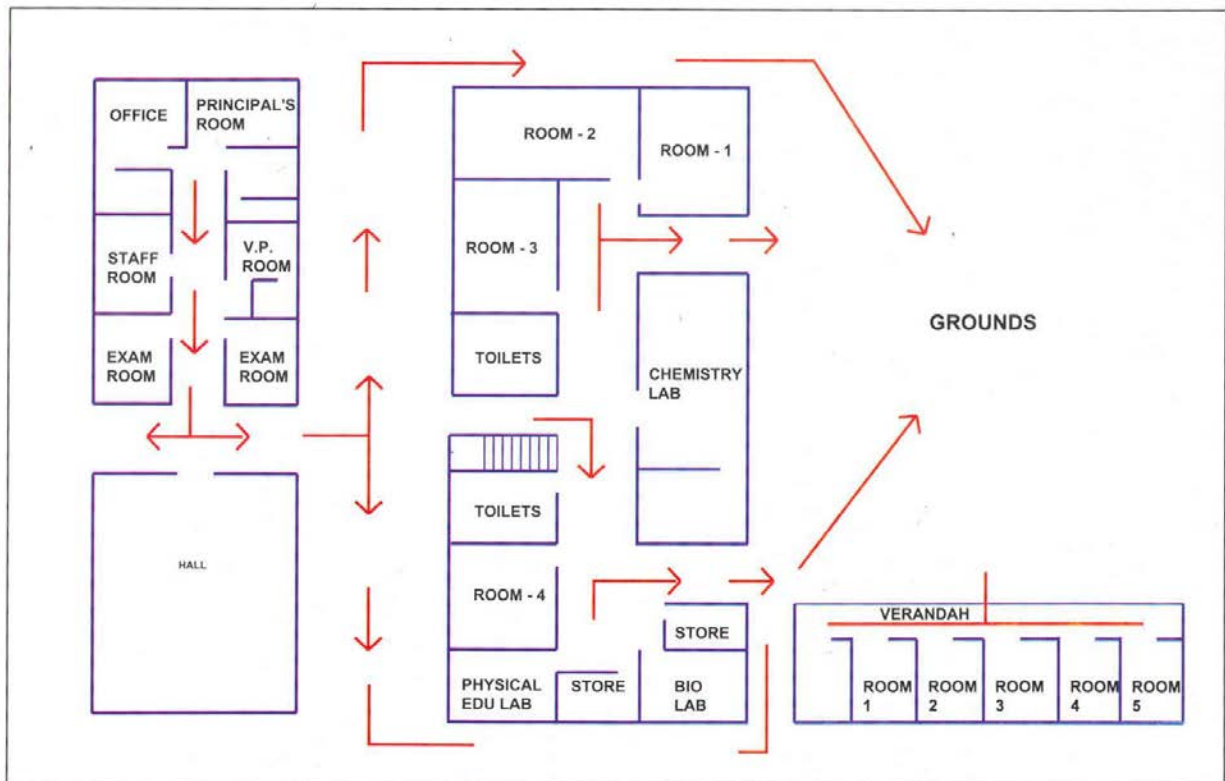 OFFICE
PRINCIPAL'S
ROOM
STAFF
ROOM
V.P.
ROOM
EXAM
ROOM
EXAM
ROOM
HALL
ROOM - 2
ROOM - 1
ROOM - 3
TOILETS
CHEMISTRY
LAB
TOILETS
ROOM - 4
STORE
PHYSICAL
EDU LAB
STORE
BIO
LAB
GROUNDS
VERANDAH
ROOM
1
ROOM
2
ROOM
3
ROOM
4
ROOM
5